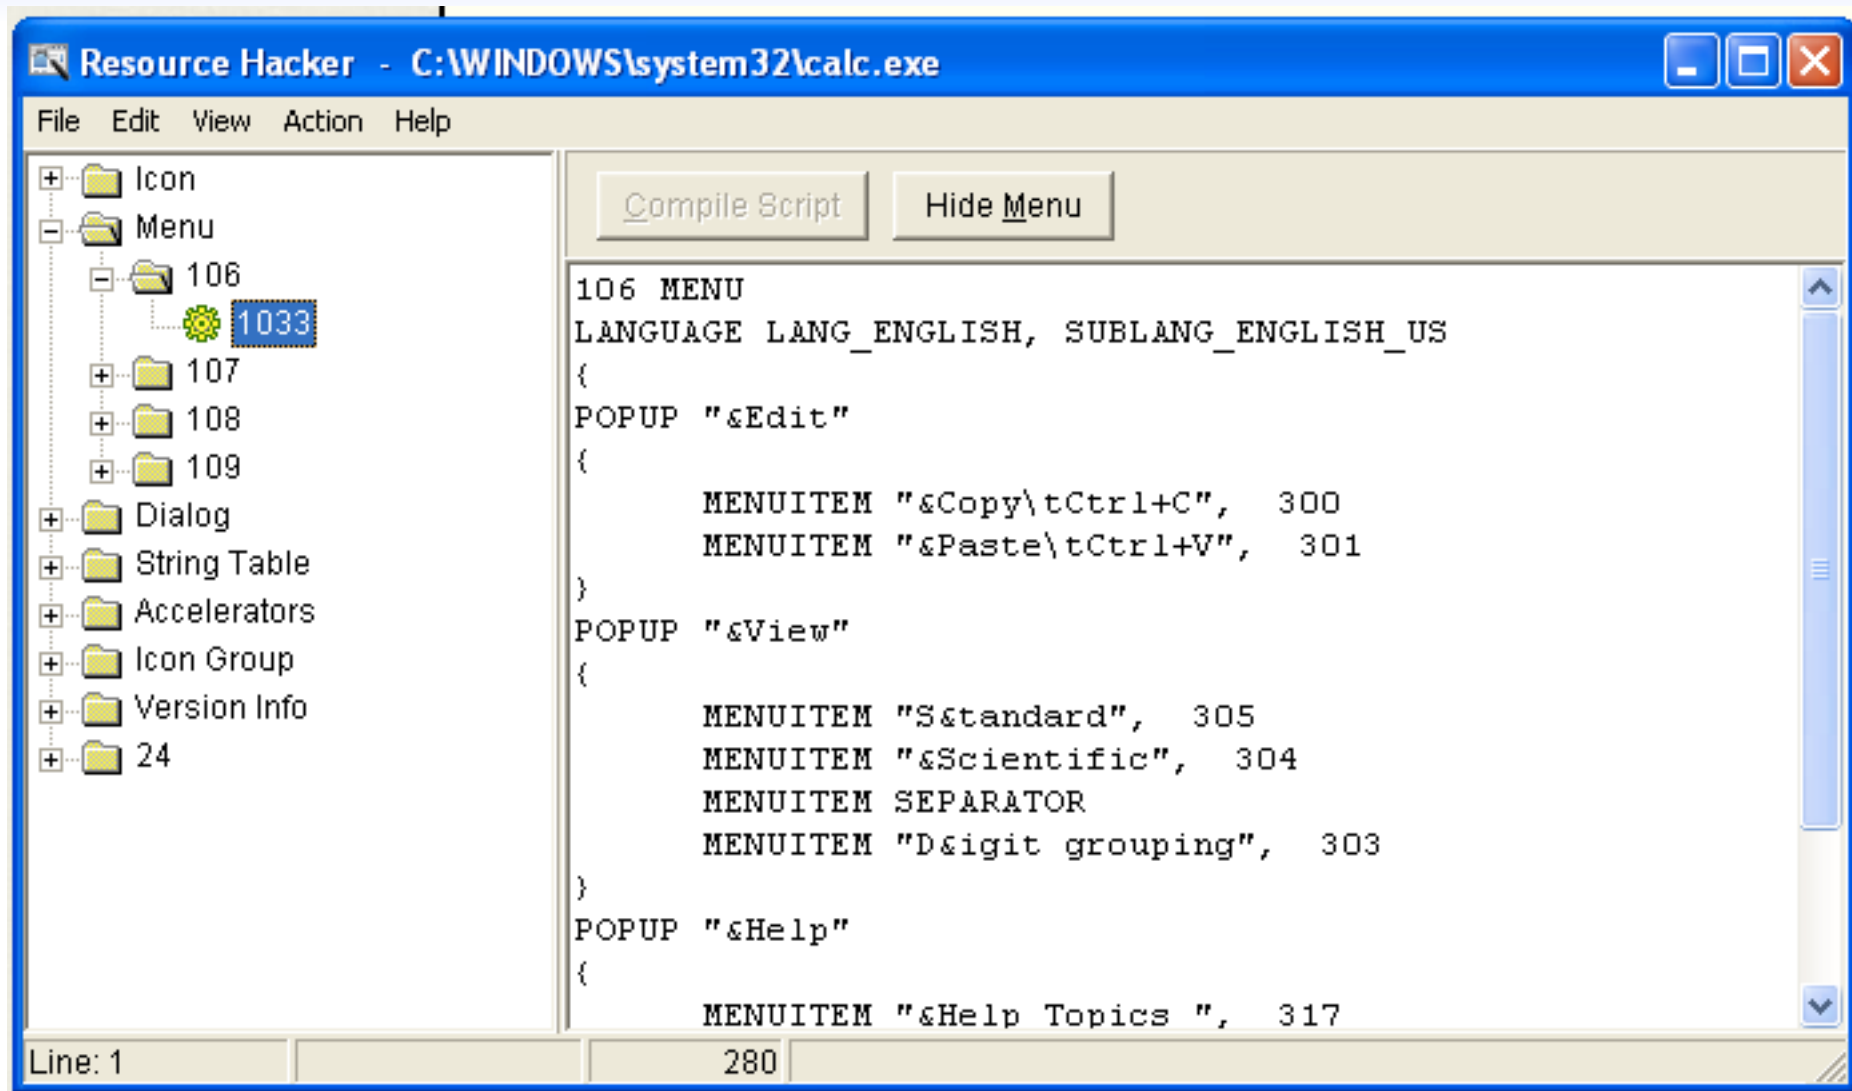 Resource Hacker - C:\WINDOWS\system32\calc.exe
File Edit View Action Help
Icon
Menu
106
1033
107
108
109
Dialog
String Table
Accelerators
Icon Group
Version Info
24
Compile Script Hide Menu
106 MENU
LANGUAGE LANG_ENGLISH, SUBLANG_ENGLISH_US
{
POPUP "&Edit"
{
MENUITEM "&Copy\tCtrl+C", 300
MENUITEM "&Paste\tCtrl+V", 301
}
POPUP "&View"
{
MENUITEM "S&tandard", 305
MENUITEM "&Scientific", 304
MENUITEM SEPARATOR
MENUITEM "D&igit grouping", 303
}
POPUP "&Help"
{
MENUITEM "&Help Topics ", 317
Line: 1 280